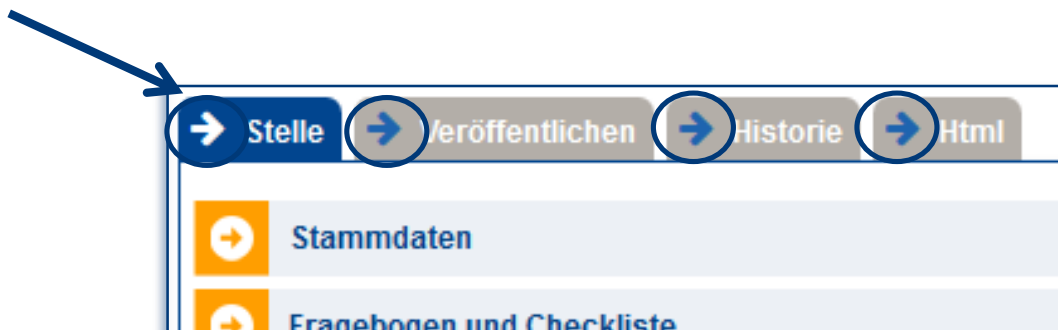 Stelle Veröffentlichen Historie Html
Stammdaten
Fragebogen und Checkliste